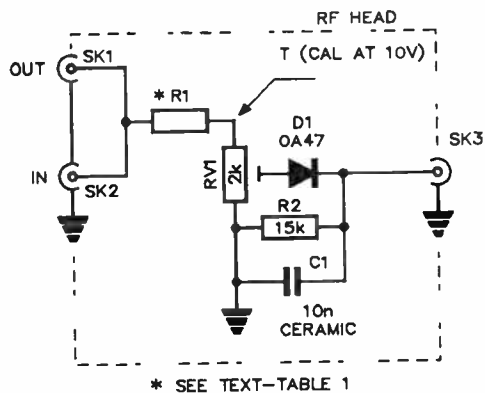 RF HEAD
OUT
SK1
T (CAL AT 10V)
* R1
D1
OA47
SK3
IN
SK2
RV1
2k
R2
15k
C1
10n
CERAMIC
* SEE TEXT-TABLE 1